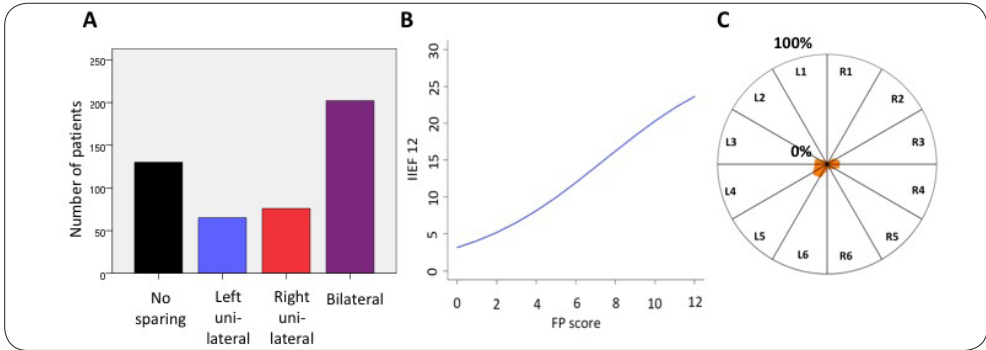 A
Number of patients
250
200
150
100
50
0
No
sparing
Left
uni-
lateral
Right
uni-
lateral
Bilateral
B
IIEF 12
30
25
20
15
10
5
0
0 2 4 6 8 10 12
FP score
C
100%
0%
L1
R1
L2
R2
L3
R3
L4
R4
L5
R5
L6
R6